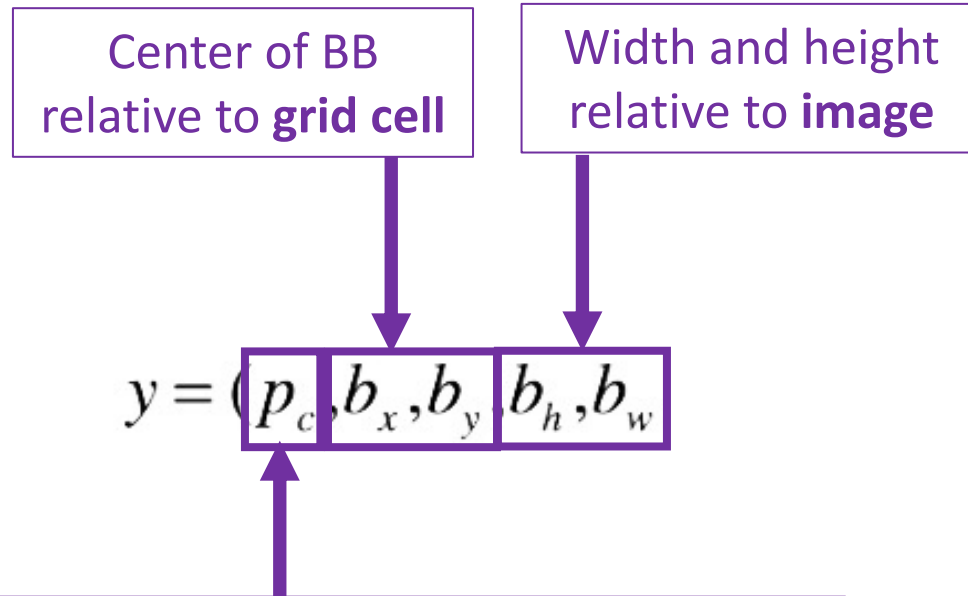 Center of BB
relative to grid cell
Width and height
relative to image
y = (p_c, b_x, b_y, b_h, b_w